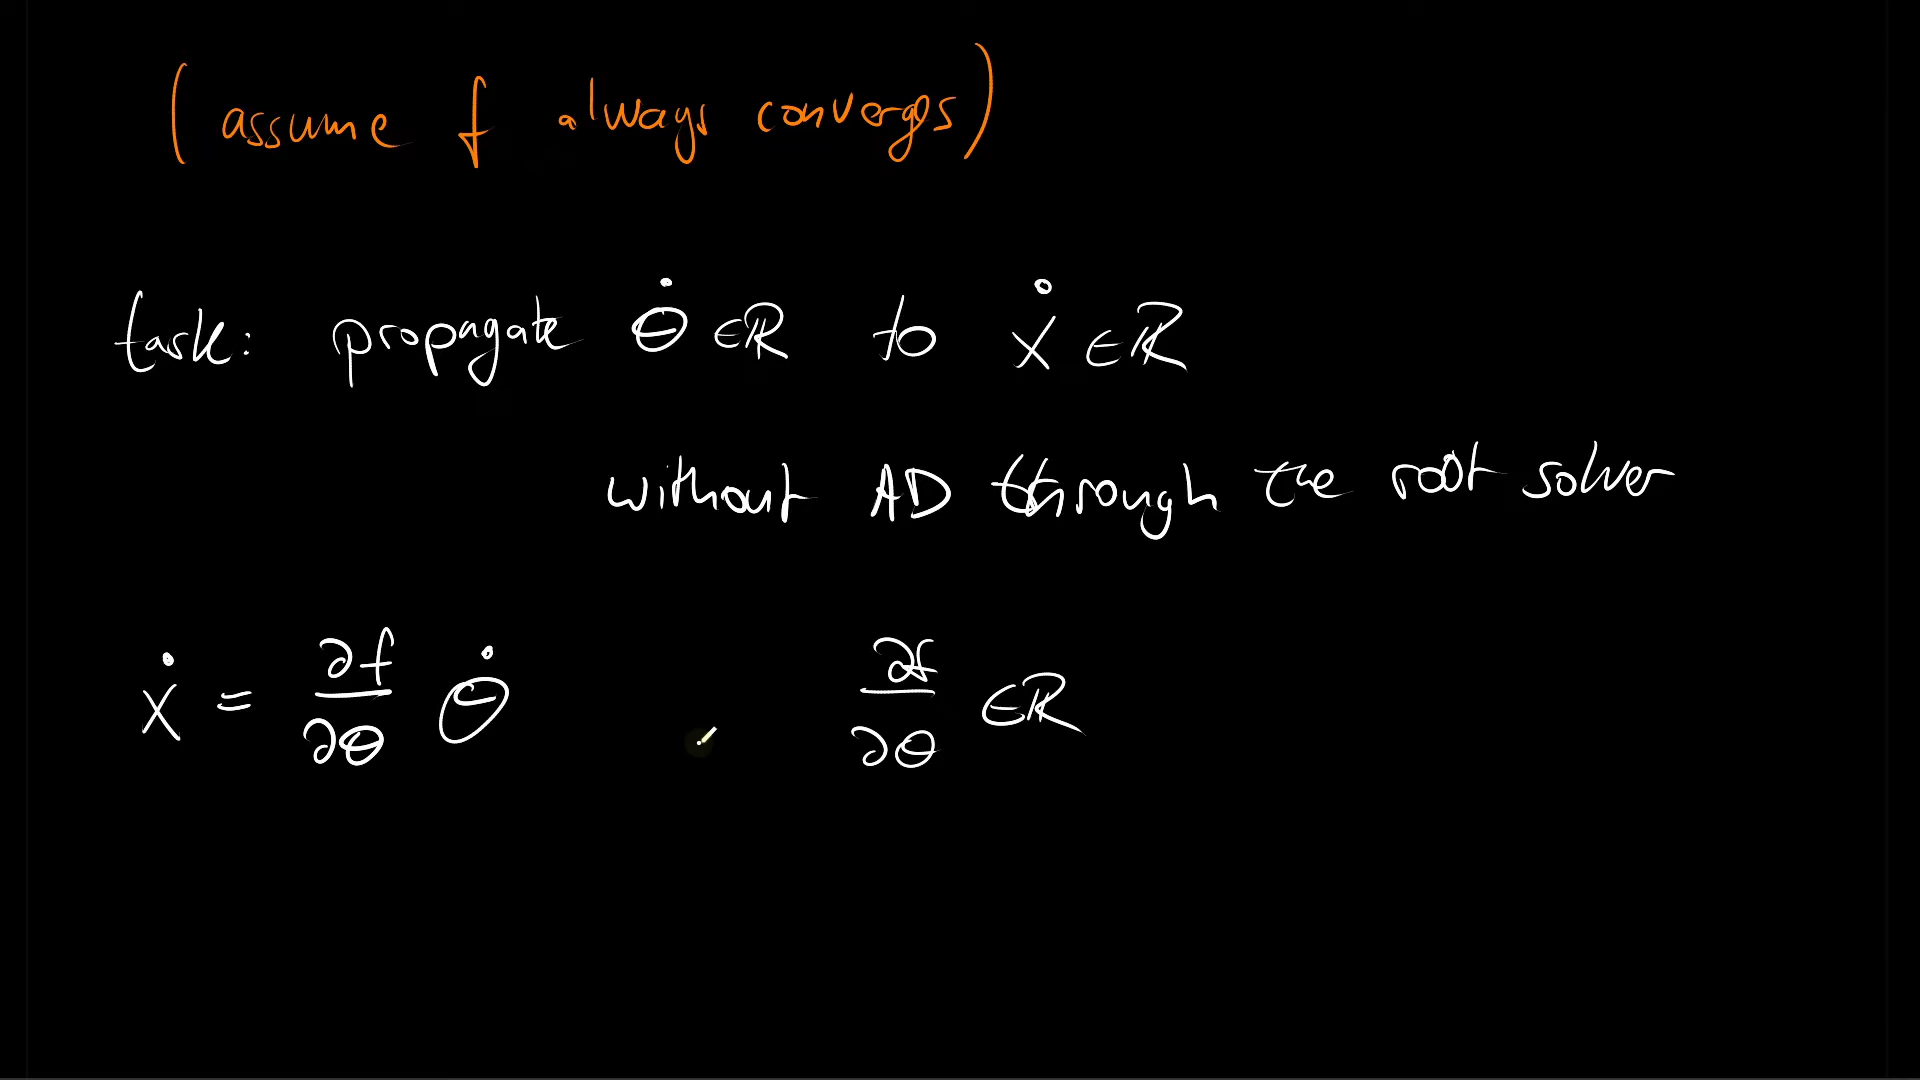 (assume f always converges)
task: propagate θ̇ ∈ ℝ to ẋ ∈ ℝ
without AD through the root solver
ẋ = ∂f/∂θ θ̇    ∂f/∂θ ∈ ℝ